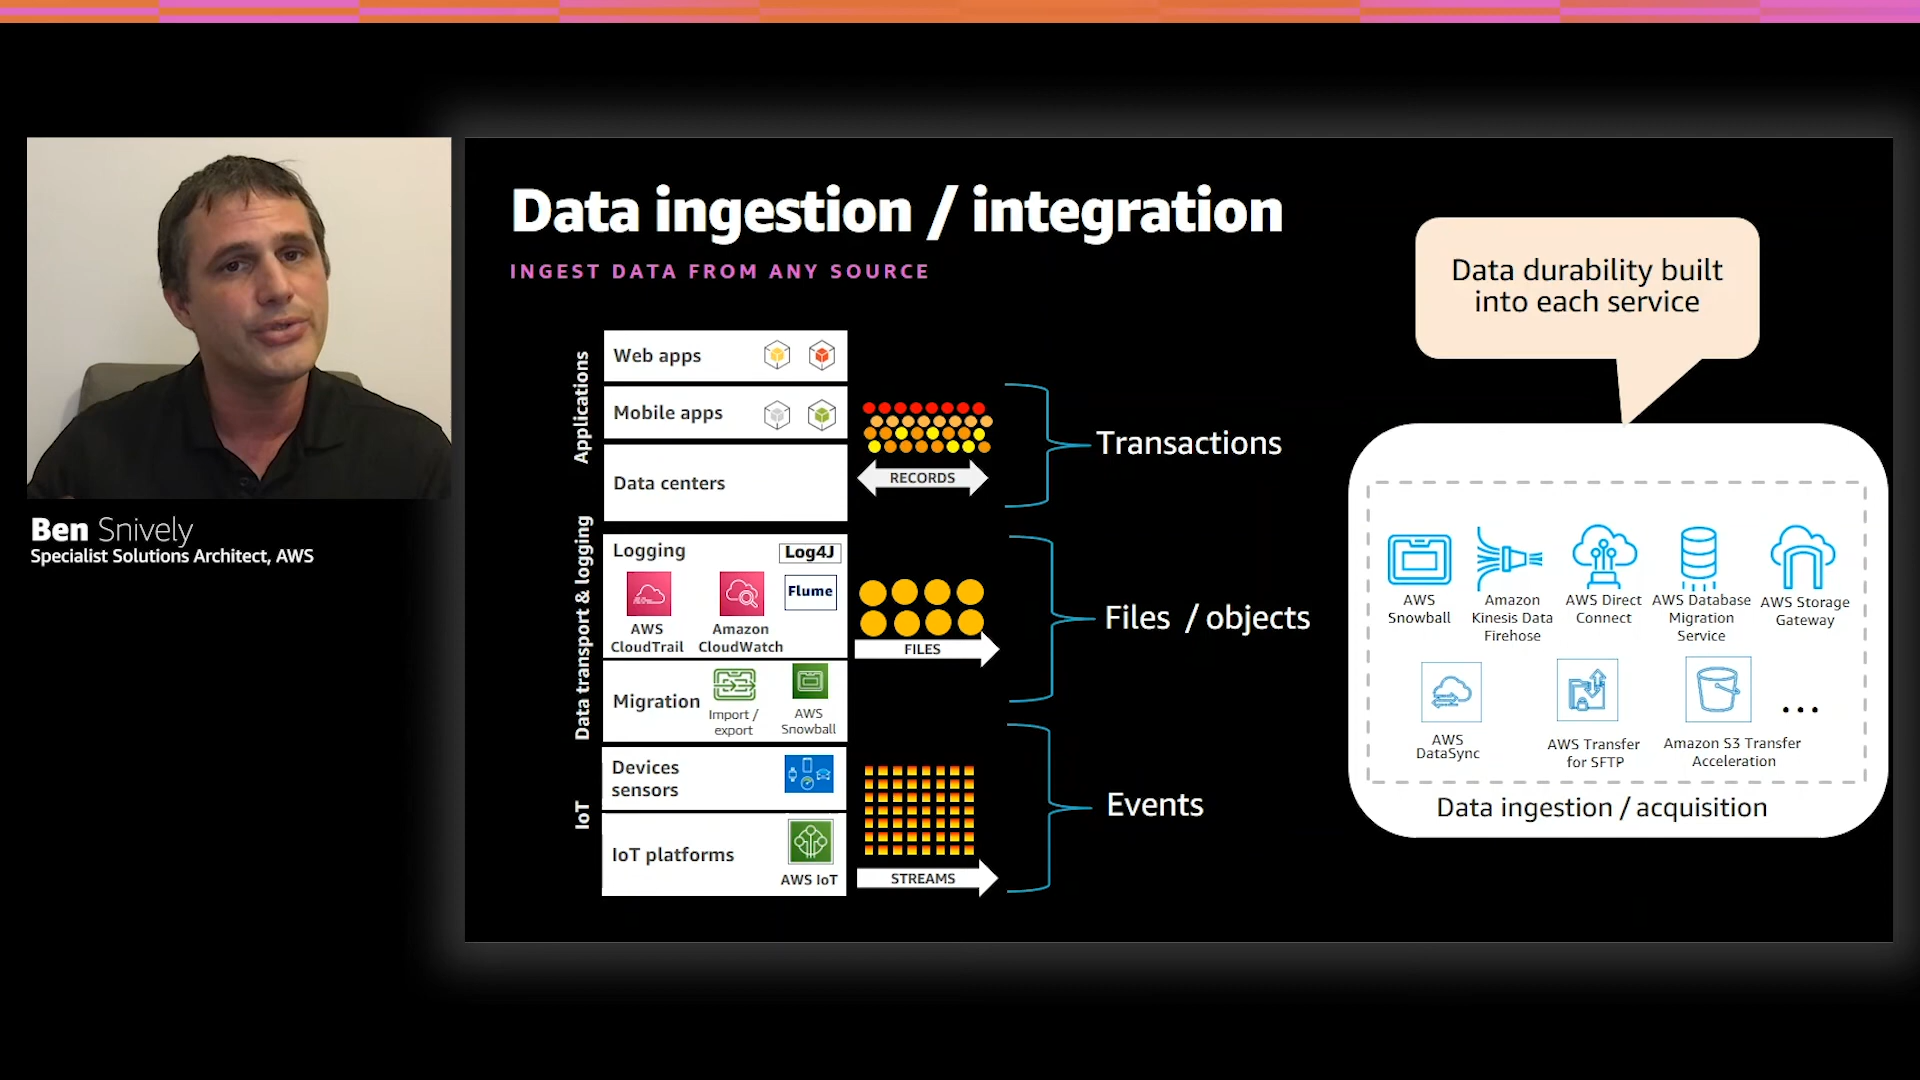 Data ingestion / integration
INGEST DATA FROM ANY SOURCE
Ben Snively
Specialist Solutions Architect, AWS
Applications
Web apps
Mobile apps
Data centers
RECORDS
Transactions
Data transport & logging
Logging
Log4J
Flume
AWS
CloudTrail
Amazon
CloudWatch
Migration
Import /
export
AWS
Snowball
FILES
Files / objects
IoT
Devices
sensors
IoT platforms
AWS IoT
STREAMS
Events
Data durability built
into each service
AWS
Snowball
Amazon
Kinesis Data
Firehose
AWS Direct
Connect
AWS Database
Migration
Service
AWS Storage
Gateway
AWS
DataSync
AWS Transfer
for SFTP
Amazon S3 Transfer
Acceleration
...
Data ingestion / acquisition